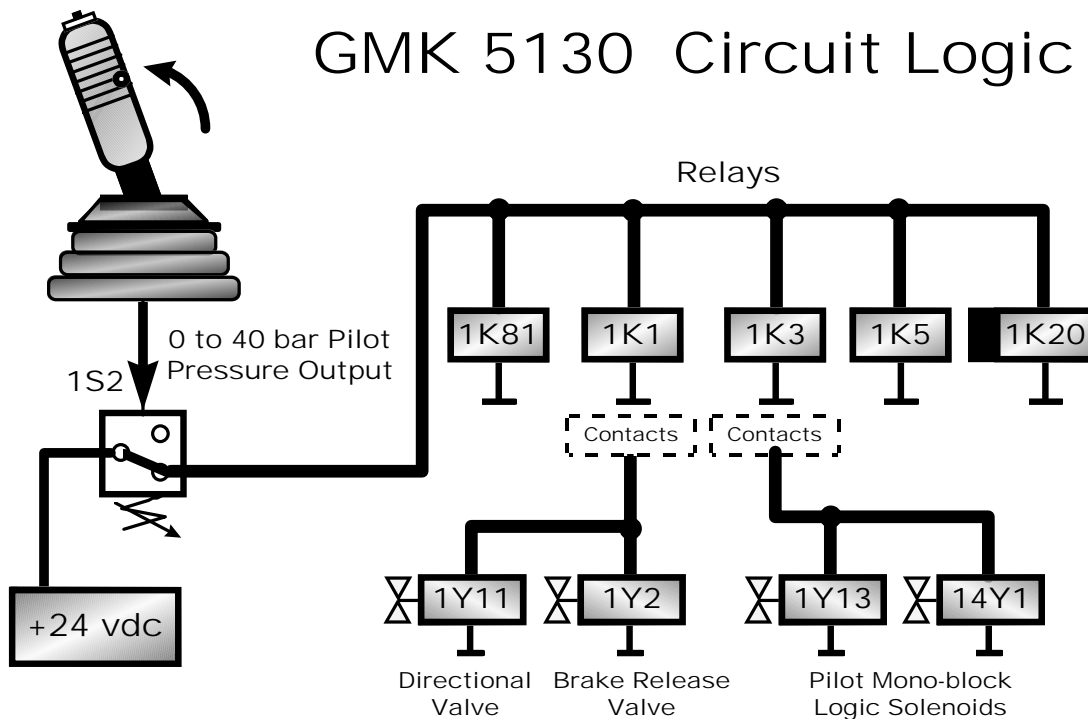 GMK 5130 Circuit Logic
Relays
1K81
1K1
1K3
1K5
1K20
0 to 40 bar Pilot
Pressure Output
1S2
Contacts
Contacts
+24 vdc
1Y11
1Y2
1Y13
14Y1
Directional
Valve
Brake Release
Valve
Pilot Mono-block
Logic Solenoids